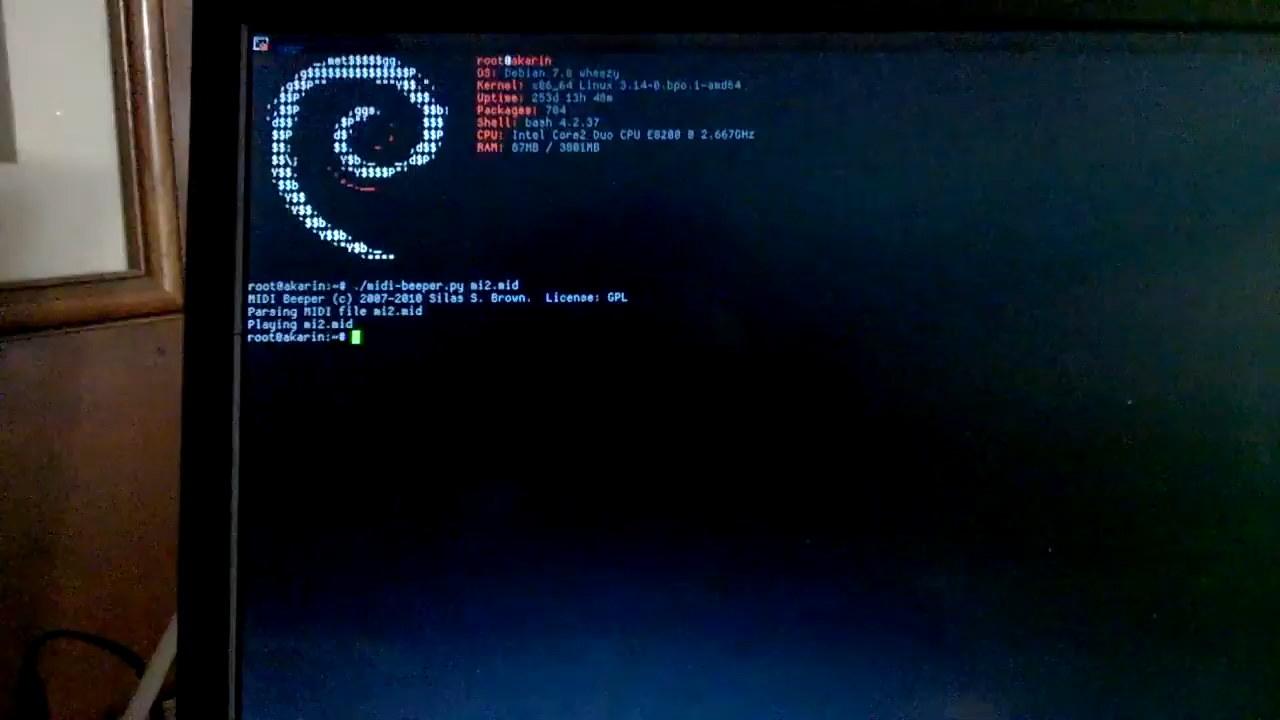 root@akarin
OS: Debian 7.8 wheezy
Kernel: x86_64 Linux 3.14-0.bpo.1-amd64
Uptime: 253d 13h 48m
Packages: 704
Shell: bash 4.2.37
CPU: Intel Core2 Duo CPU E8200 @ 2.667GHz
RAM: 67MB / 3801MB
root@akarin:~# ./midi-beeper.py mi2.mid
MIDI Beeper (c) 2007-2010 Silas S. Brown. License: GPL
Parsing MIDI file mi2.mid
Playing mi2.mid
root@akarin:~#